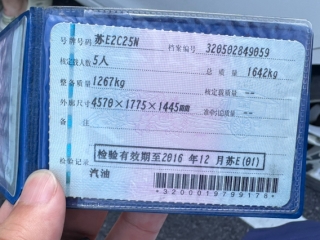 号牌号码 苏E2C25N 档案编号 320502849059
核定载人数 5人 总质量 1642kg
整备质量 1267kg 核定载质量 --
外廓尺寸 4570×1775×1445mm 准牵引总质量 --
备注
检验有效期至2016年12月苏E(01)
检验记录
汽油
*3200019799176*